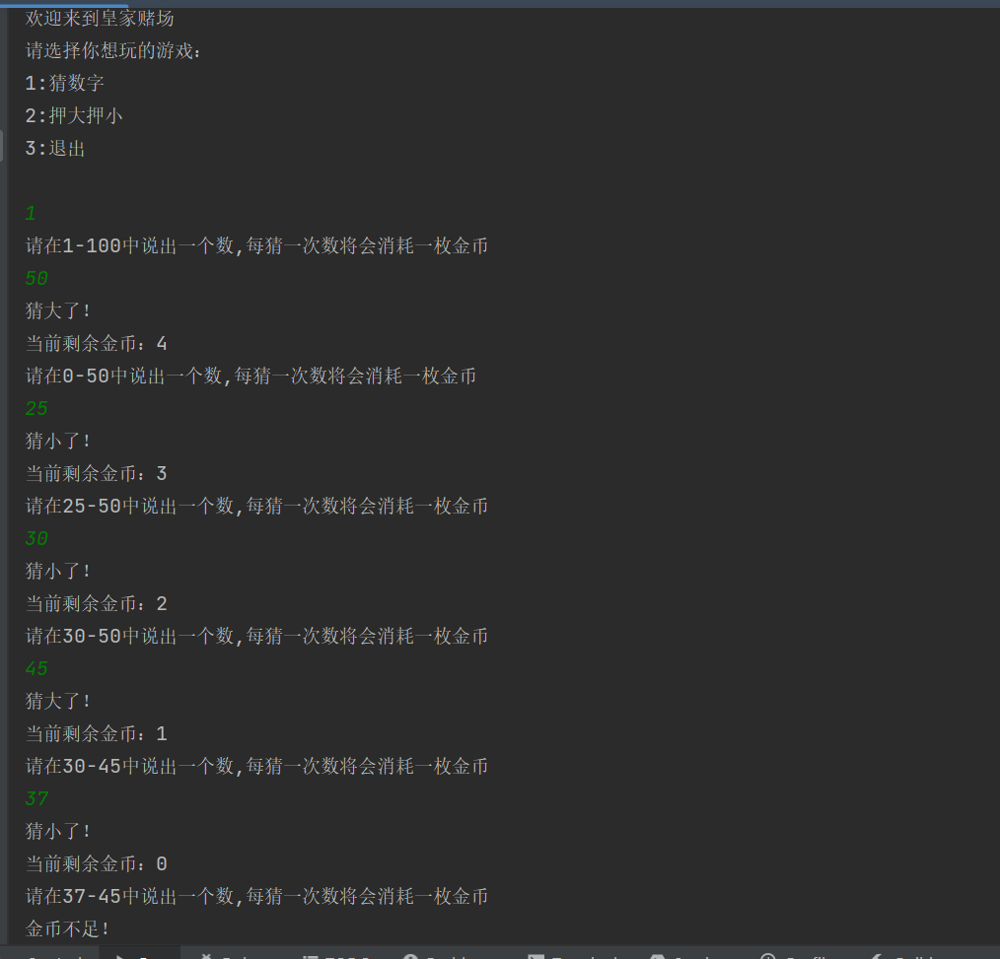 欢迎来到皇家赌场
请选择你想玩的游戏：
1:猜数字
2:押大押小
3:退出
1
请在1-100中说出一个数,每猜一次数将会消耗一枚金币
50
猜大了!
当前剩余金币：4
请在0-50中说出一个数,每猜一次数将会消耗一枚金币
25
猜小了!
当前剩余金币：3
请在25-50中说出一个数,每猜一次数将会消耗一枚金币
30
猜小了!
当前剩余金币：2
请在30-50中说出一个数,每猜一次数将会消耗一枚金币
45
猜大了!
当前剩余金币：1
请在30-45中说出一个数,每猜一次数将会消耗一枚金币
37
猜小了!
当前剩余金币：0
请在37-45中说出一个数,每猜一次数将会消耗一枚金币
金币不足!